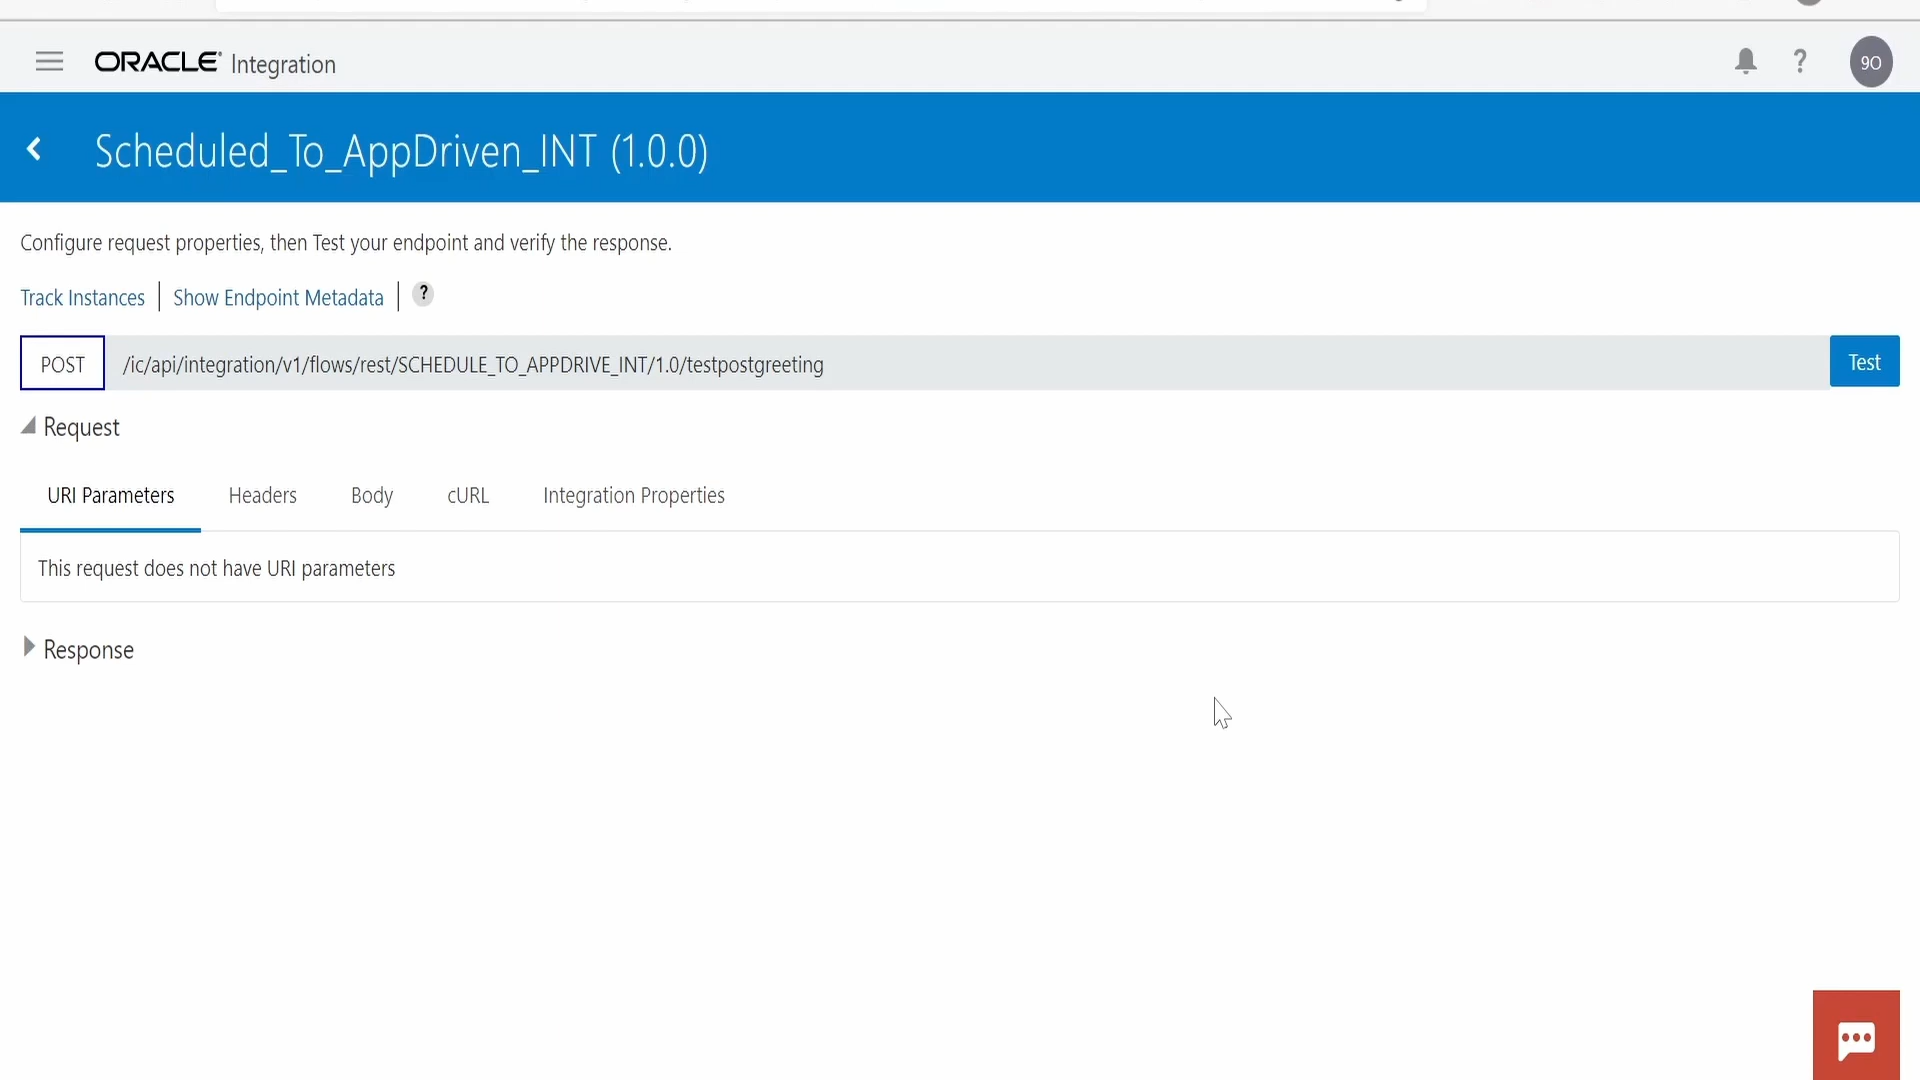 ORACLE Integration
?
9O
Scheduled_To_AppDriven_INT (1.0.0)
Configure request properties, then Test your endpoint and verify the response.
Track Instances | Show Endpoint Metadata | ?
POST /ic/api/integration/v1/flows/rest/SCHEDULE_TO_APPDRIVE_INT/1.0/testpostgreeting Test
Request
URI Parameters Headers Body cURL Integration Properties
This request does not have URI parameters
Response